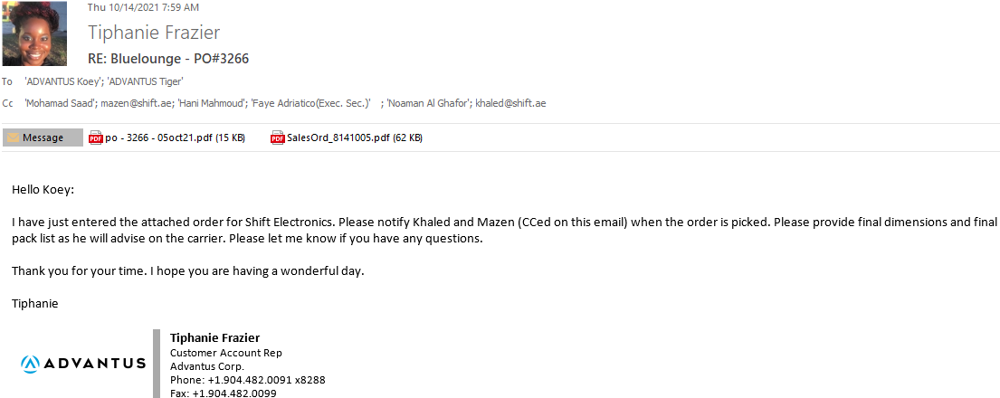 Thu 10/14/2021 7:59 AM
Tiphanie Frazier
RE: Bluelounge - PO#3266
To 'ADVANTUS Koey'; 'ADVANTUS Tiger'
Cc 'Mohamad Saad'; mazen@shift.ae; 'Hani Mahmoud'; 'Faye Adriatico(Exec. Sec.)' ; 'Noaman Al Ghafor'; khaled@shift.ae
Message po - 3266 - 05oct21.pdf (15 KB) SalesOrd_8141005.pdf (62 KB)
Hello Koey:
I have just entered the attached order for Shift Electronics. Please notify Khaled and Mazen (CCed on this email) when the order is picked. Please provide final dimensions and final
pack list as he will advise on the carrier. Please let me know if you have any questions.
Thank you for your time. I hope you are having a wonderful day.
Tiphanie
ADVANTUS
Tiphanie Frazier
Customer Account Rep
Advantus Corp.
Phone: +1.904.482.0091 x8288
Fax: +1.904.482.0099